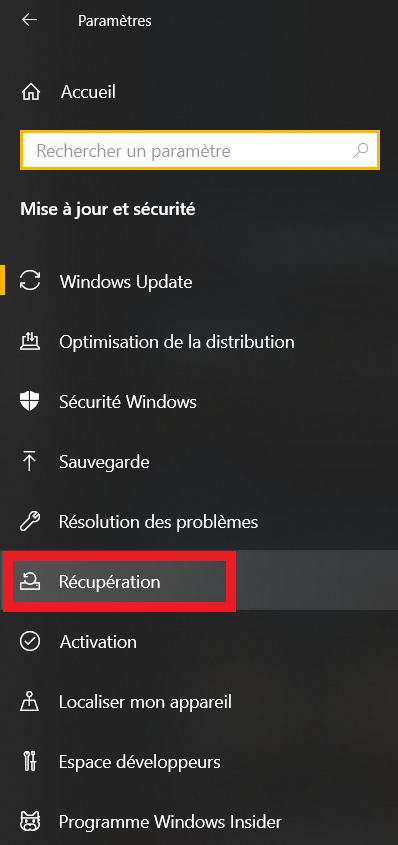 Paramètres
Accueil
Rechercher un paramètre
Mise à jour et sécurité
Windows Update
Optimisation de la distribution
Sécurité Windows
Sauvegarde
Résolution des problèmes
Récupération
Activation
Localiser mon appareil
Espace développeurs
Programme Windows Insider